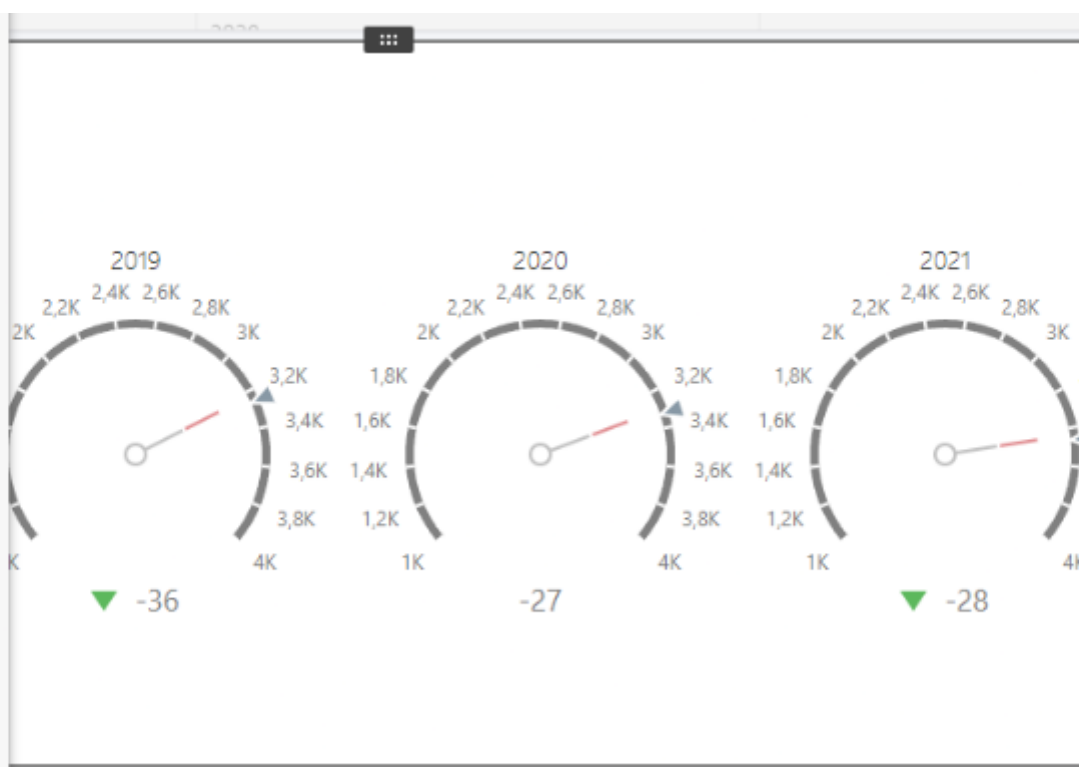 2019
2,4K 2,6K
2,2K 2,8K
2K 3K
3,2K
3,4K
3,6K
3,8K
K 4K
-36
2020
2,4K 2,6K
2,2K 2,8K
2K 3K
1,8K 3,2K
1,6K 3,4K
1,4K 3,6K
1,2K 3,8K
1K 4K
-27
2021
2,4K 2,6K
2,2K 2,8K
2K 3K
1,8K
1,6K
1,4K
1,2K
1K 4K
-28